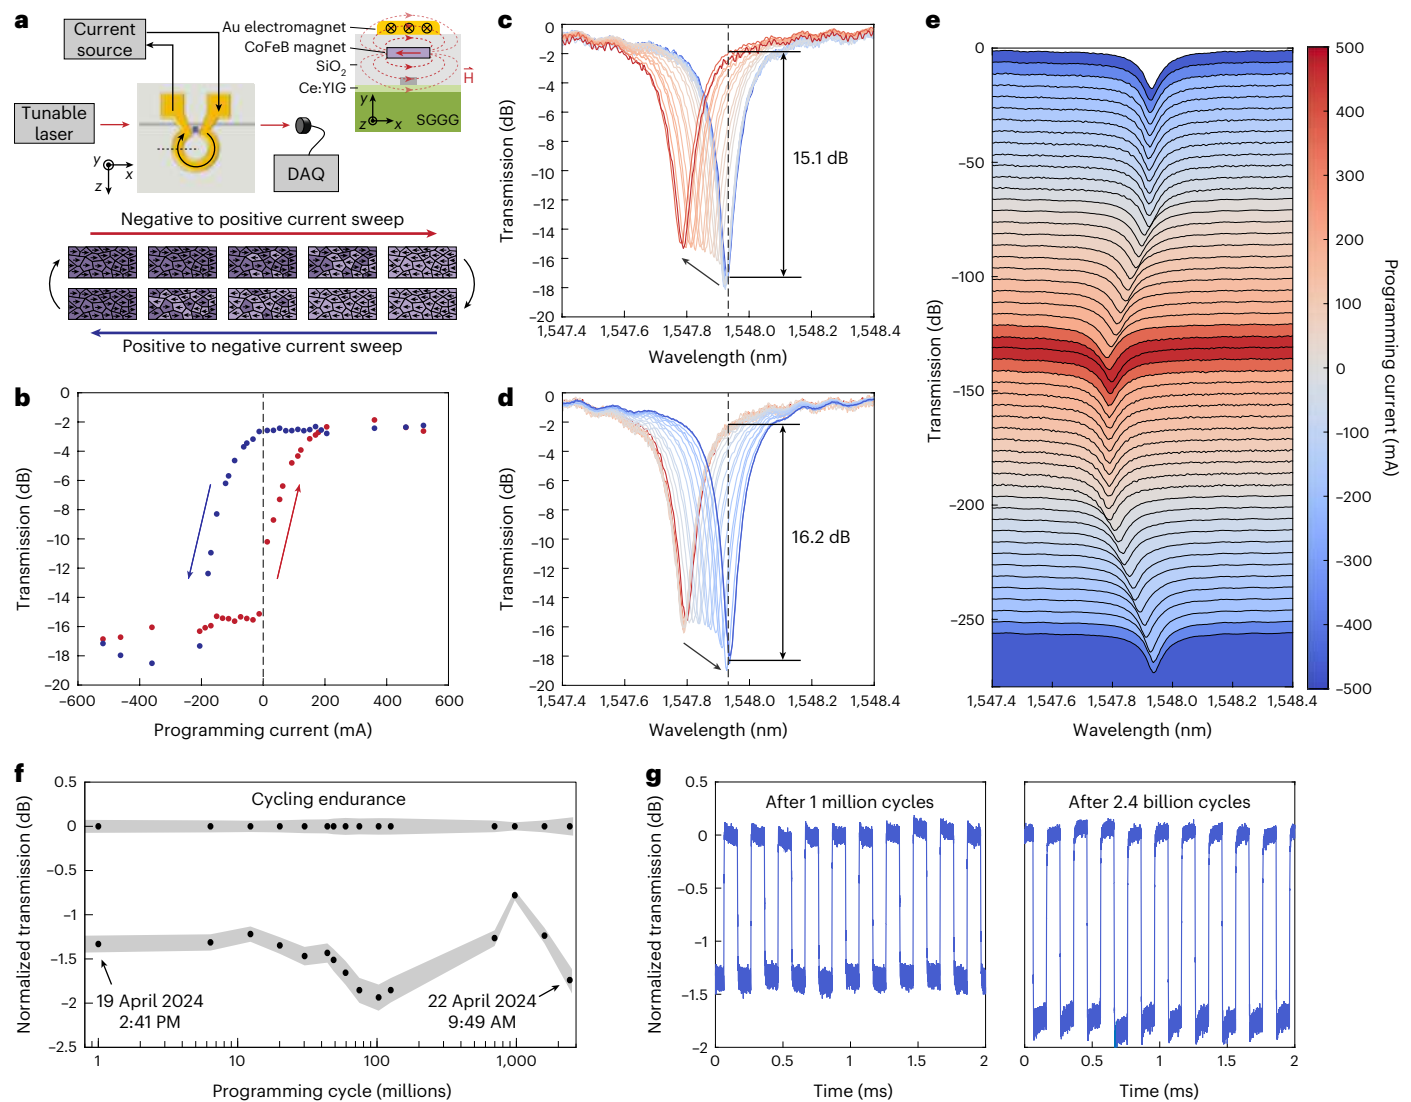 a
Current
source
Au electromagnet
CoFeB magnet
SiO2
Ce:YIG
H
y
z
x
SGGG
Tunable
laser
DAQ
y
x
z
Negative to positive current sweep
Positive to negative current sweep
b
0
−2
−4
−6
−8
−10
−12
−14
−16
−18
−20
Transmission (dB)
−600
−400
−200
0
200
400
600
Programming current (mA)
c
0
−2
−4
−6
−8
−10
−12
−14
−16
−18
−20
Transmission (dB)
15.1 dB
1,547.4
1,547.6
1,547.8
1,548.0
1,548.2
1,548.4
Wavelength (nm)
d
0
−2
−4
−6
−8
−10
−12
−14
−16
−18
−20
Transmission (dB)
16.2 dB
1,547.4
1,547.6
1,547.8
1,548.0
1,548.2
1,548.4
Wavelength (nm)
e
0
−50
−100
−150
−200
−250
Transmission (dB)
1,547.4
1,547.6
1,547.8
1,548.0
1,548.2
1,548.4
Wavelength (nm)
500
400
300
200
100
0
−100
−200
−300
−400
−500
Programming current (mA)
f
0.5
0
−0.5
−1
−1.5
−2
−2.5
Normalized transmission (dB)
Cycling endurance
19 April 2024
2:41 PM
22 April 2024
9:49 AM
1
10
100
1,000
Programming cycle (millions)
g
0.5
0
−0.5
−1
−1.5
−2
Normalized transmission (dB)
After 1 million cycles
0
0.5
1
1.5
2
Time (ms)
After 2.4 billion cycles
0
0.5
1
1.5
2
Time (ms)